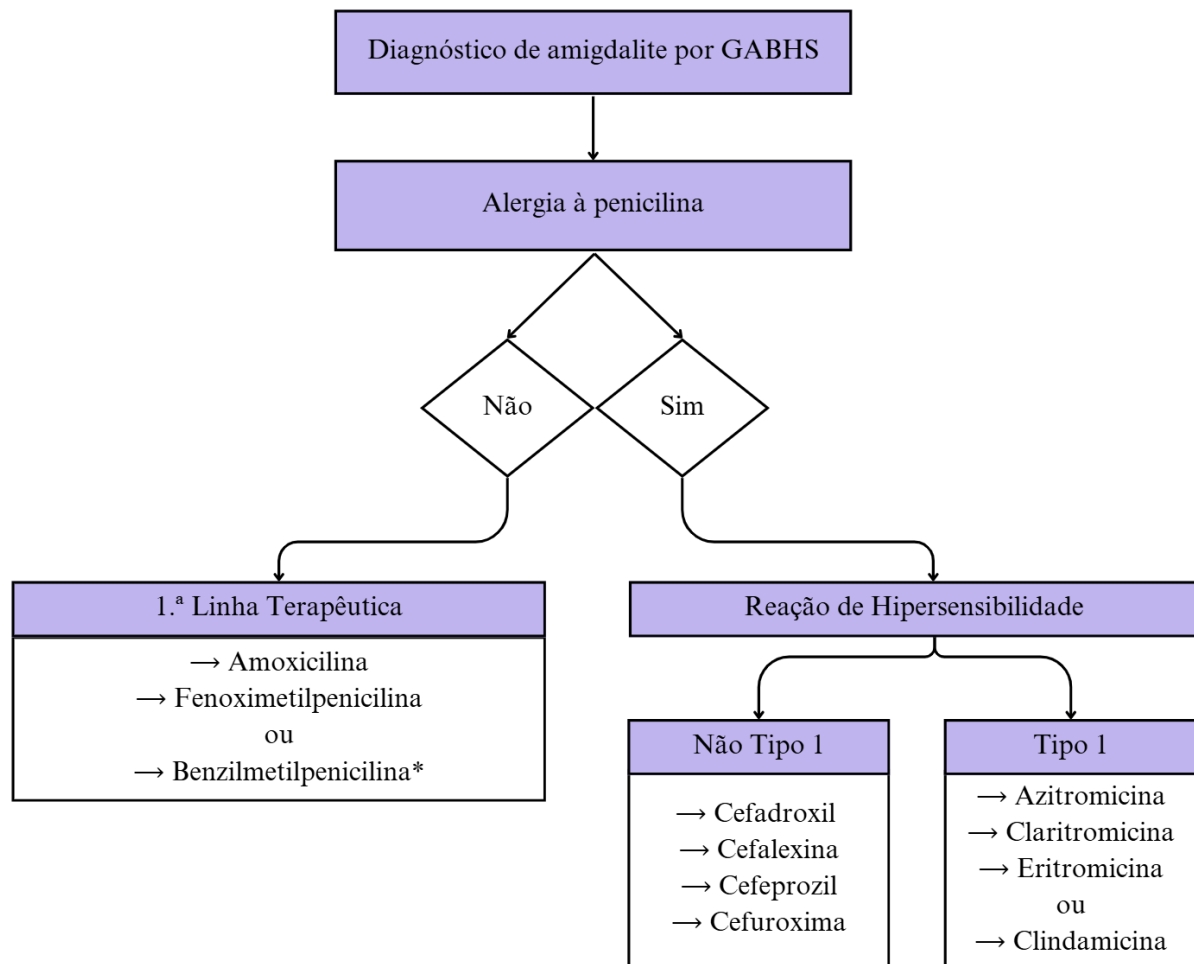 Diagnóstico de amigdalite por GABHS
Alergia à penicilina
Não
Sim
1.ª Linha Terapêutica
→ Amoxicilina
→ Fenoximetilpenicilina
ou
→ Benzilmetilpenicilina*
Reação de Hipersensibilidade
Não Tipo 1
→ Cefadroxil
→ Cefalexina
→ Cefeprozil
→ Cefuroxima
Tipo 1
→ Azitromicina
→ Claritromicina
→ Eritromicina
ou
→ Clindamicina